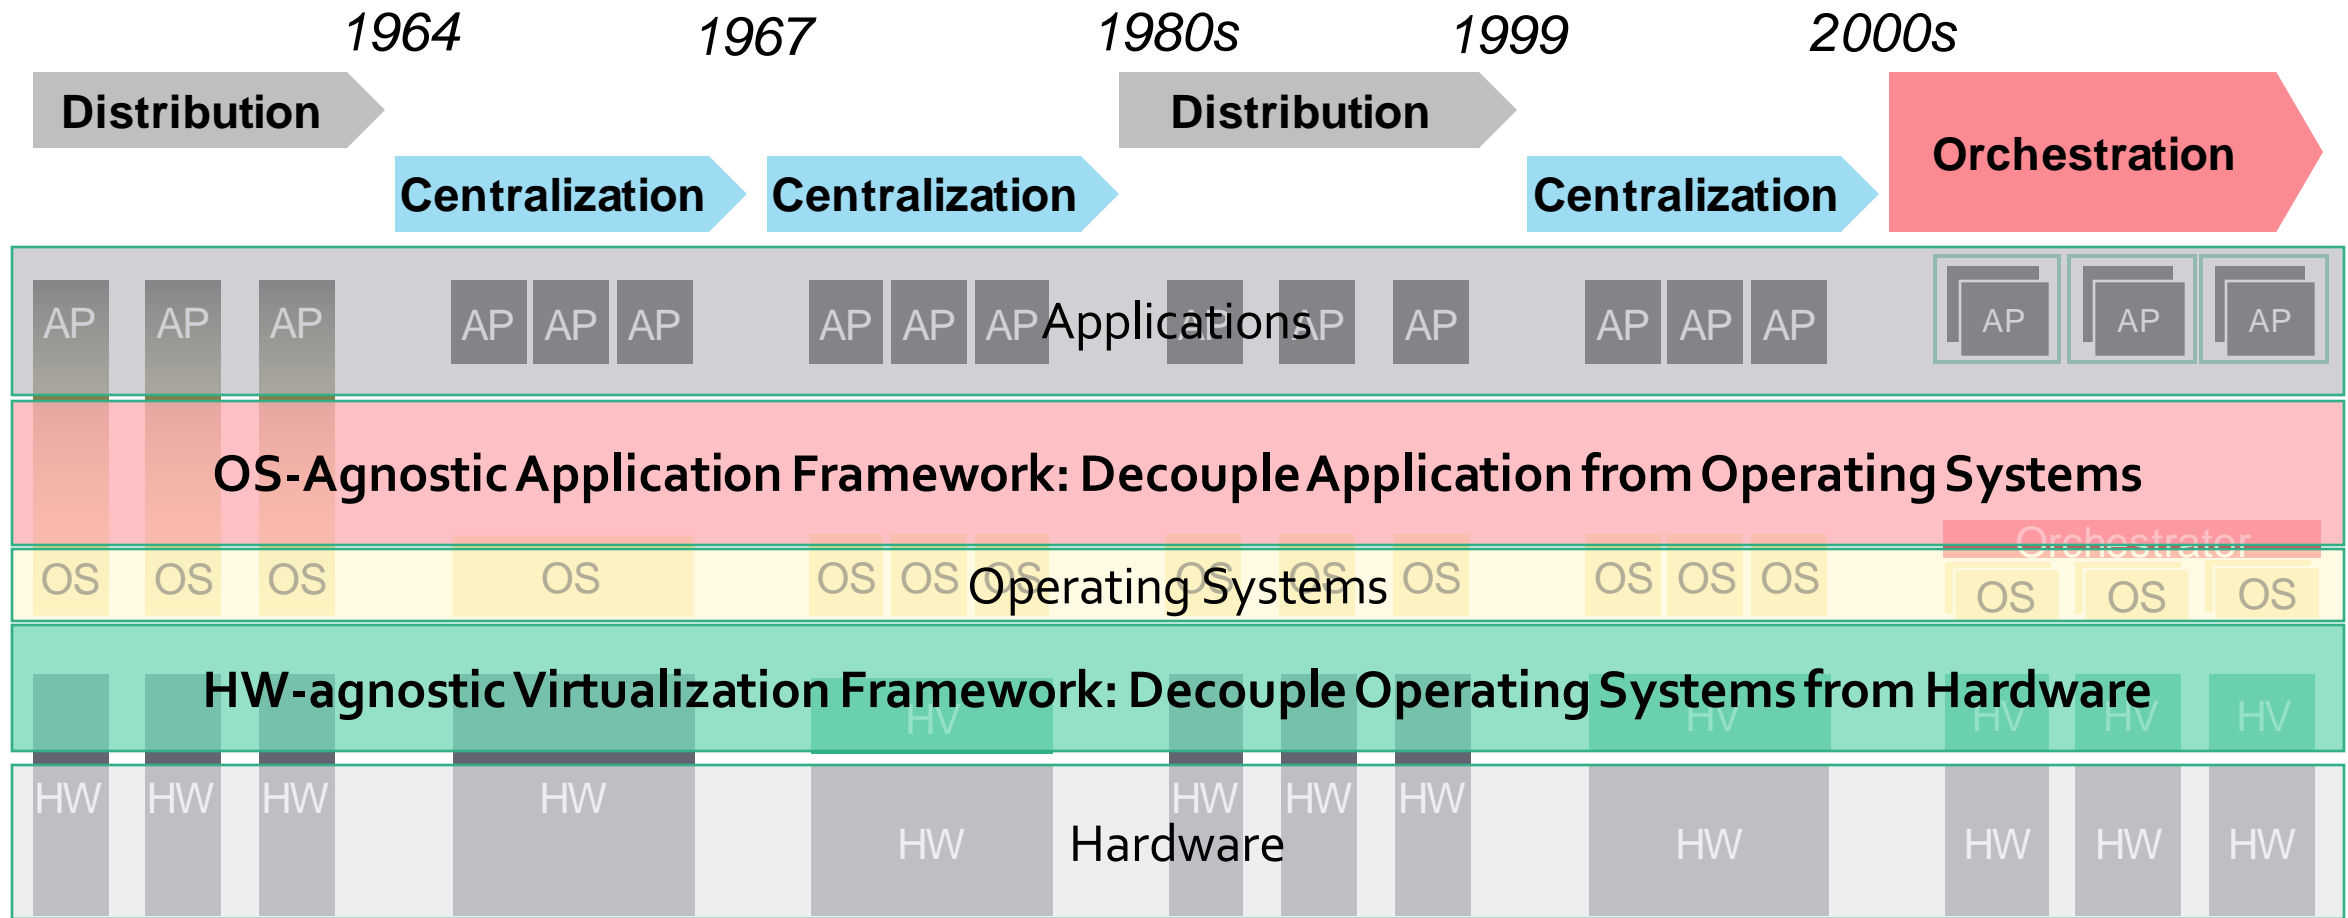 1964 1967 1980s 1999 2000s
Distribution Distribution Orchestration
Centralization Centralization Centralization
AP AP AP AP AP AP AP AP AP AP AP AP AP AP AP AP AP AP
Applications
OS-Agnostic Application Framework: Decouple Application from Operating Systems
Orchestrator
OS OS OS OS OS OS OS OS OS OS OS OS OS OS OS OS
Operating Systems
HW-agnostic Virtualization Framework: Decouple Operating Systems from Hardware
HV HV HV HV HV
HW HW HW HW HW HW HW HW HW HW HW HW
Hardware